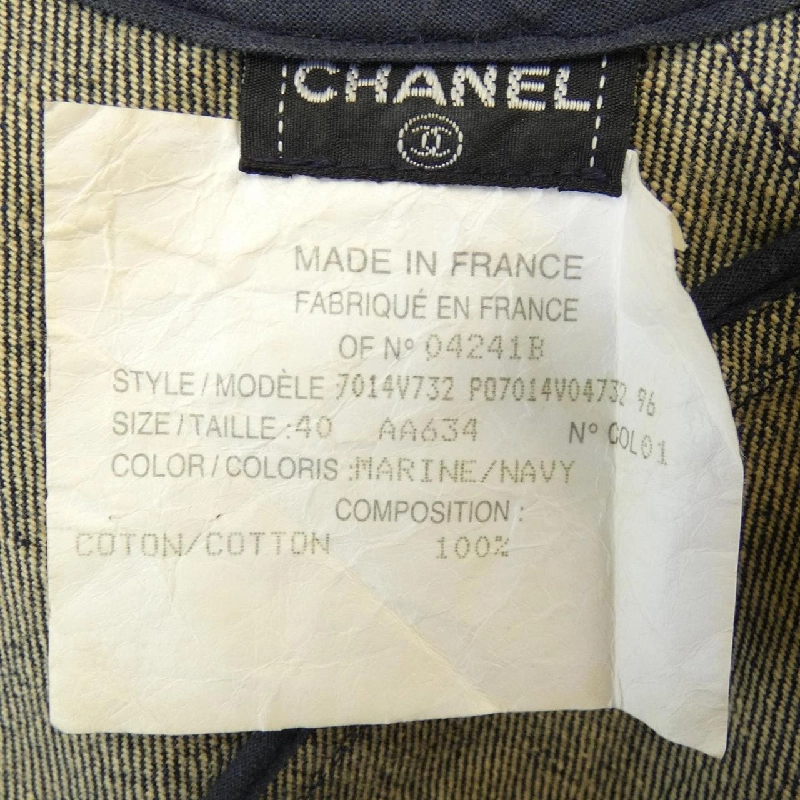 CHANEL
MADE IN FRANCE
FABRIQUÉ EN FRANCE
OF N° 04241B
STYLE / MODÈLE 7014V732 P07014V04732 96
SIZE / TAILLE :40 AA634 N° COL01
COLOR / COLORIS :MARINE/NAVY
COMPOSITION :
COTON/COTTON 100%